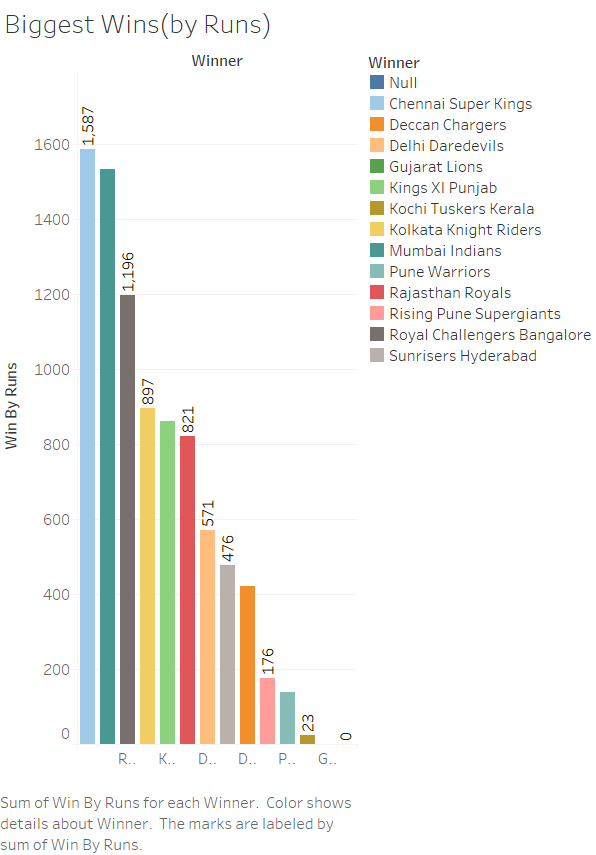 Biggest Wins(by Runs)
Winner
Winner
Null
Chennai Super Kings
Deccan Chargers
Delhi Daredevils
Gujarat Lions
Kings XI Punjab
Kochi Tuskers Kerala
Kolkata Knight Riders
Mumbai Indians
Pune Warriors
Rajasthan Royals
Rising Pune Supergiants
Royal Challengers Bangalore
Sunrisers Hyderabad
Win By Runs
1600
1400
1200
1000
800
600
400
200
0
1,587
1,196
897
821
571
476
176
23
0
R..
K..
D..
D..
P..
G..
Sum of Win By Runs for each Winner. Color shows
details about Winner. The marks are labeled by
sum of Win By Runs.